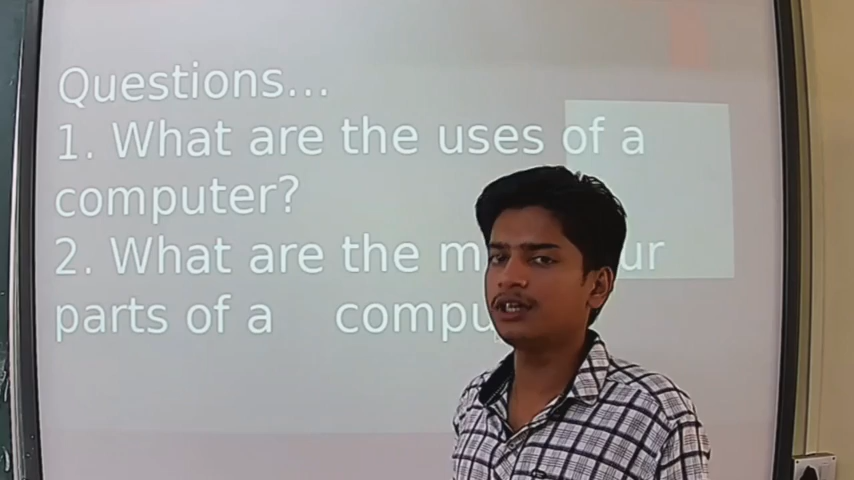 Questions...
1. What are the uses of a
computer?
2. What are the
parts of a